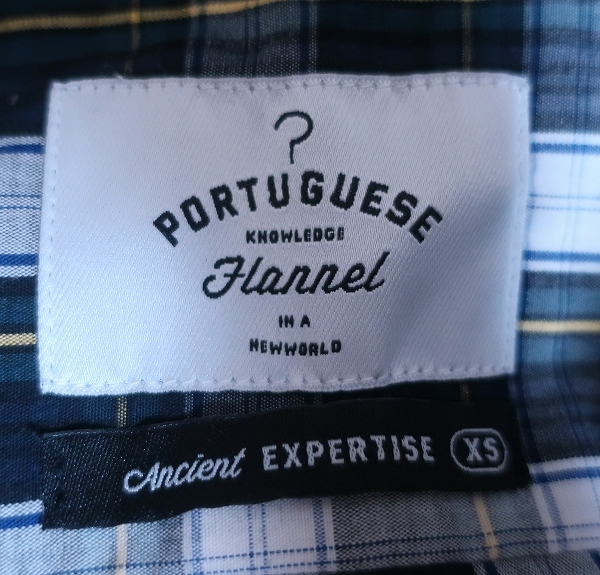 PORTUGUESE
KNOWLEDGE
Flannel
IN A
NEWWORLD
Ancient EXPERTISE XS